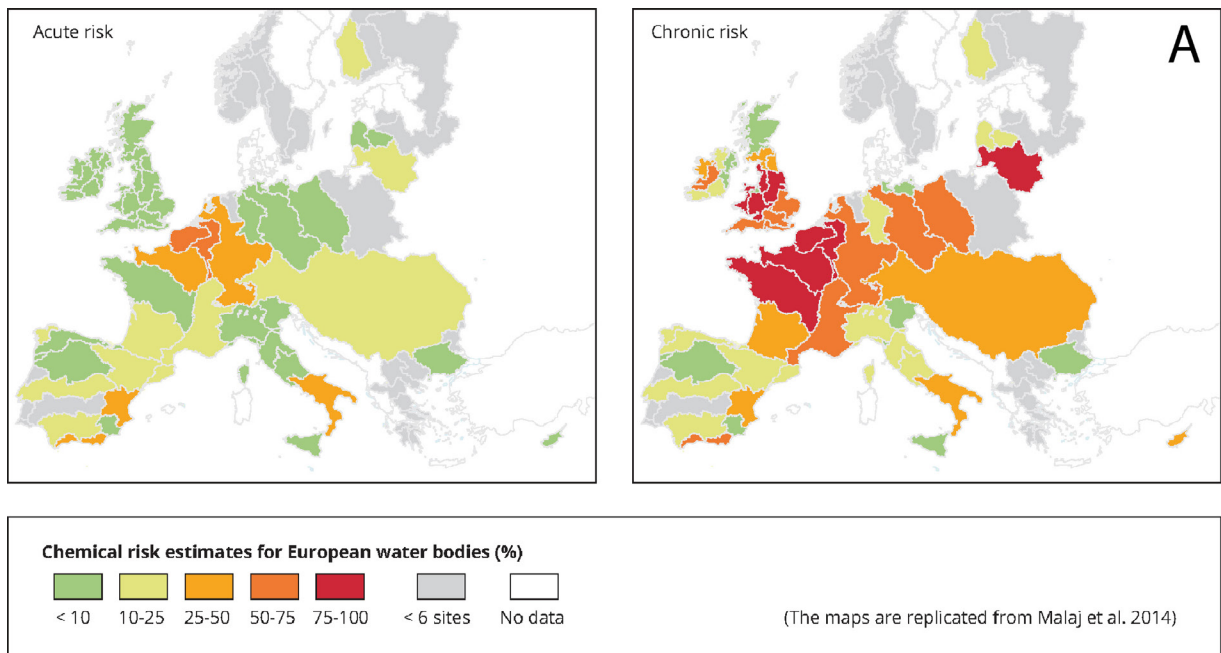 Acute risk
Chronic risk
A
Chemical risk estimates for European water bodies (%)
< 10
10-25
25-50
50-75
75-100
< 6 sites
No data
(The maps are replicated from Malaj et al. 2014)